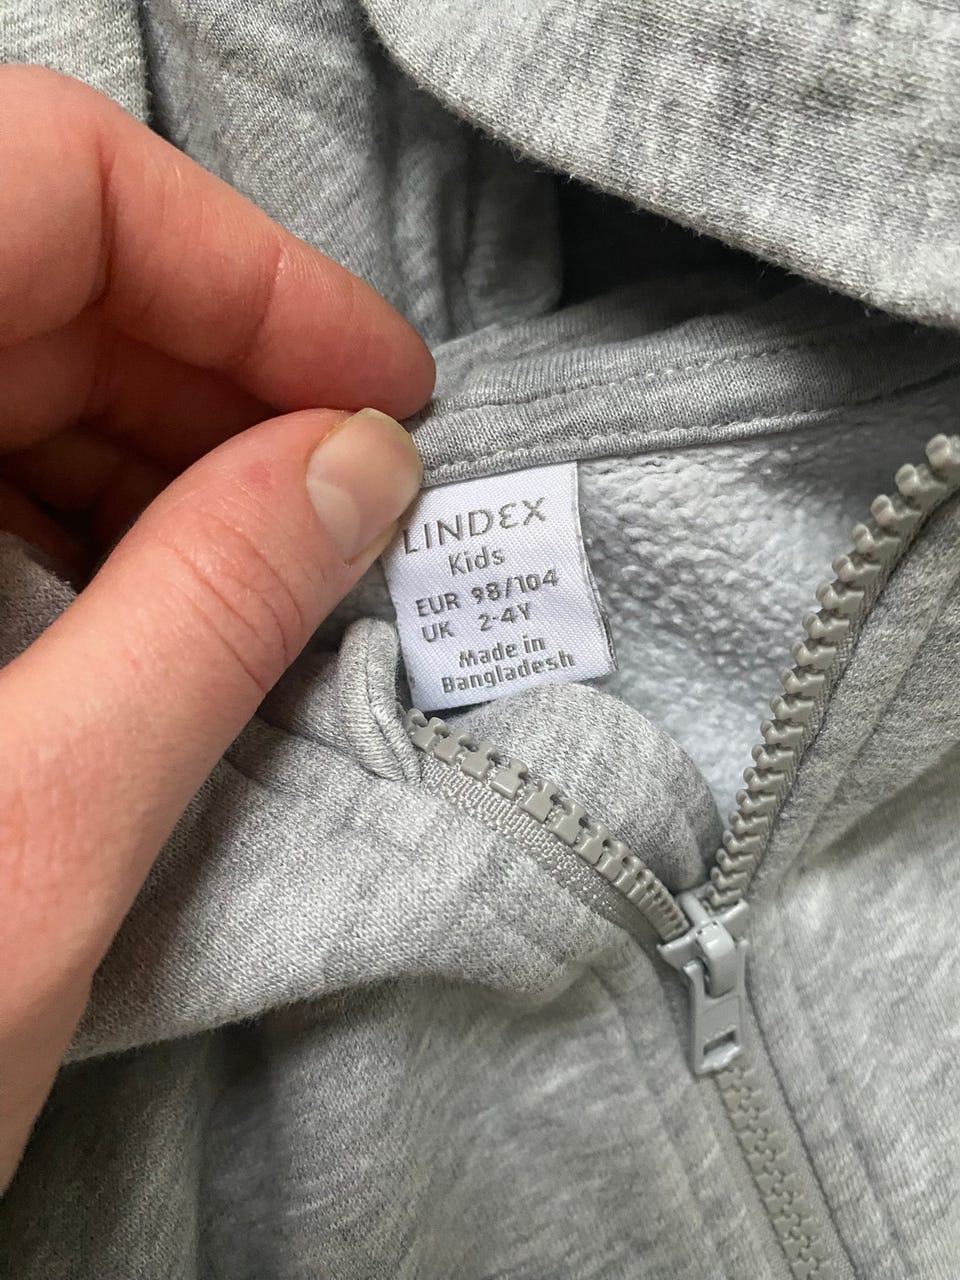 LINDEX
Kids
EUR 98/104
UK 2-4Y
Made in
Bangladesh